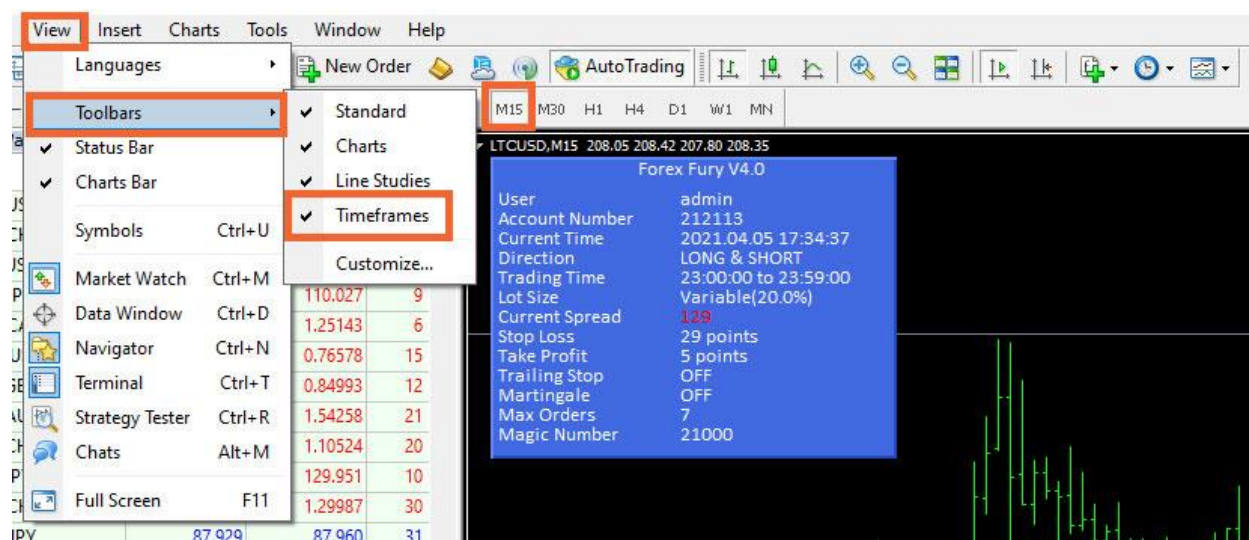 View Insert Charts Tools Window Help
Languages
New Order AutoTrading
Toolbars
Standard
M15 M30 H1 H4 D1 W1 MN
Status Bar
Charts
LTCUSD,M15 208.05 208.42 207.80 208.35
Charts Bar
Line Studies
Forex Fury V4.0
Timeframes
User admin
Account Number 212113
Symbols Ctrl+U
Current Time 2021.04.05 17:34:37
Customize...
Direction LONG & SHORT
Market Watch Ctrl+M
Trading Time 23:00:00 to 23:59:00
110.027 9
Lot Size Variable(20.0%)
Data Window Ctrl+D
1.25143 6
Current Spread 129
Stop Loss 29 points
Navigator Ctrl+N
0.76578 15
Take Profit 5 points
Trailing Stop OFF
Terminal Ctrl+T
0.84993 12
Martingale OFF
Max Orders 7
Strategy Tester Ctrl+R
1.54258 21
Magic Number 21000
Chats Alt+M
1.10524 20
129.951 10
Full Screen F11
1.29987 30
87.929 87.960 31